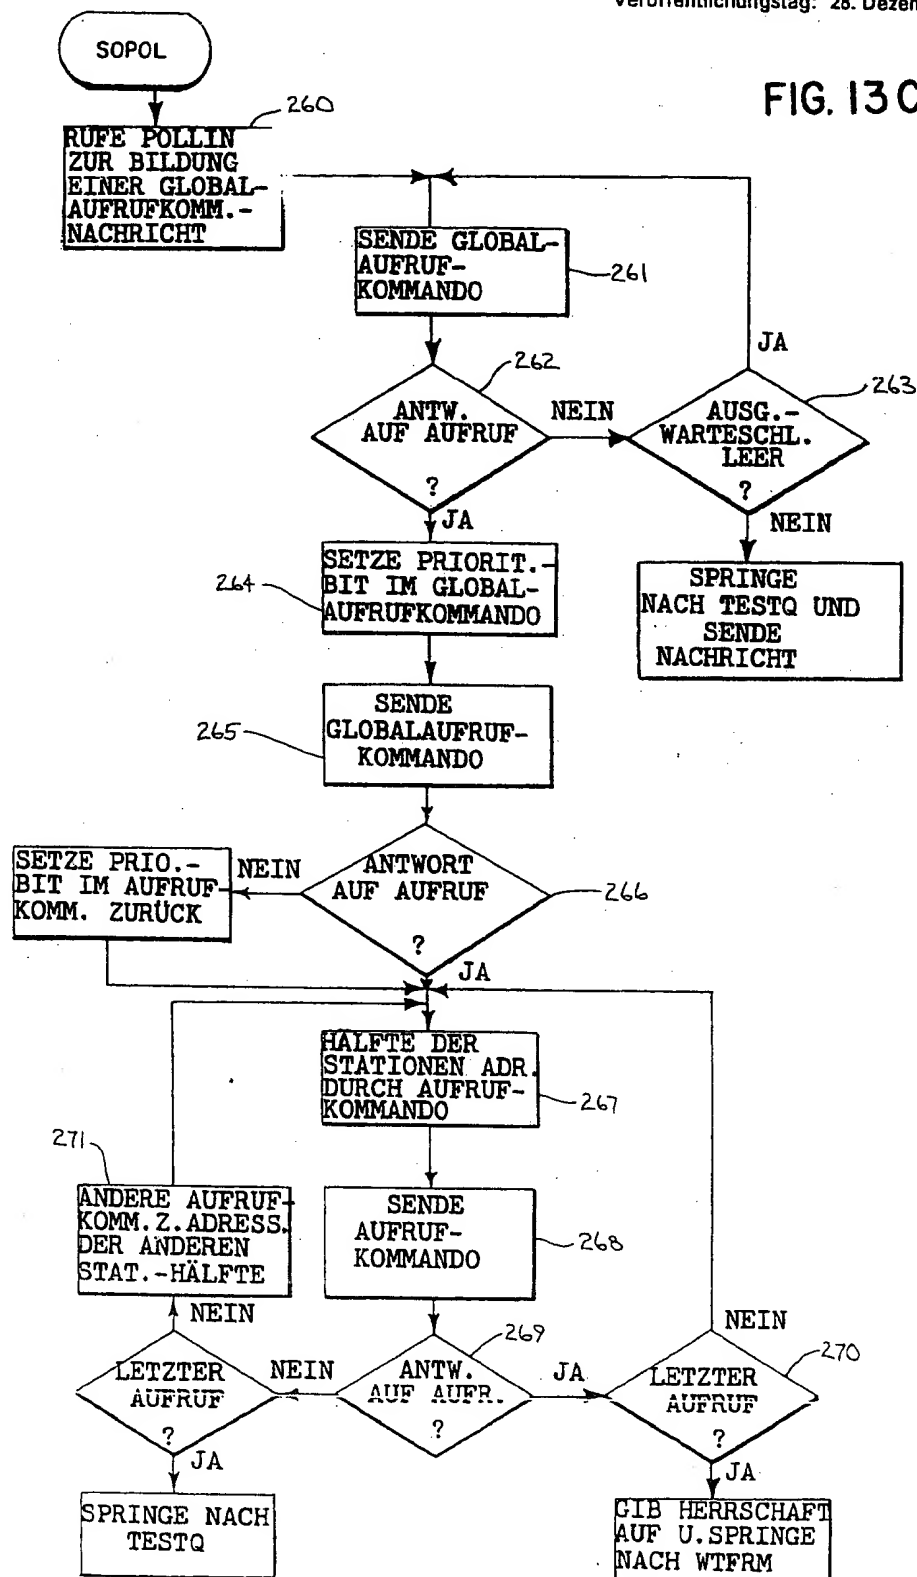 Veröffentlichungstag: 28. Dezem
SOPOL
FIG. 13C
260
RUFE POLLIN
ZUR BILDUNG
EINER GLOBAL-
AUFRUFKOMM.-
NACHRICHT
SENDE GLOBAL-
AUFRUF-
KOMMANDO
261
JA
262
263
ANTW.
AUF AUFRUF
?
NEIN
AUSG.-
WARTESCHL.
LEER
?
JA
NEIN
264
SETZE PRIORIT.-
BIT IM GLOBAL-
AUFRUFKOMMANDO
SPRINGE
NACH TESTQ UND
SENDE
NACHRICHT
265
SENDE
GLOBALAUFRUF-
KOMMANDO
SETZE PRIO.-
BIT IM AUFRUF
KOMM. ZURÜCK
NEIN
ANTWORT
AUF AUFRUF
?
266
JA
HÄLFTE DER
STATIONEN ADR.
DURCH AUFRUF-
KOMMANDO
267
271
ANDERE AUFRUF-
KOMM.Z.ADRESS.
DER ANDEREN
STAT.-HÄLFTE
SENDE
AUFRUF-
KOMMANDO
268
NEIN
269
NEIN
270
LETZTER
AUFRUF
?
NEIN
ANTW.
AUF AUFR.
?
JA
LETZTER
AUFRUF
?
JA
JA
SPRINGE NACH
TESTQ
GIB HERRSCHAFT
AUF U.SPRINGE
NACH WTFRM